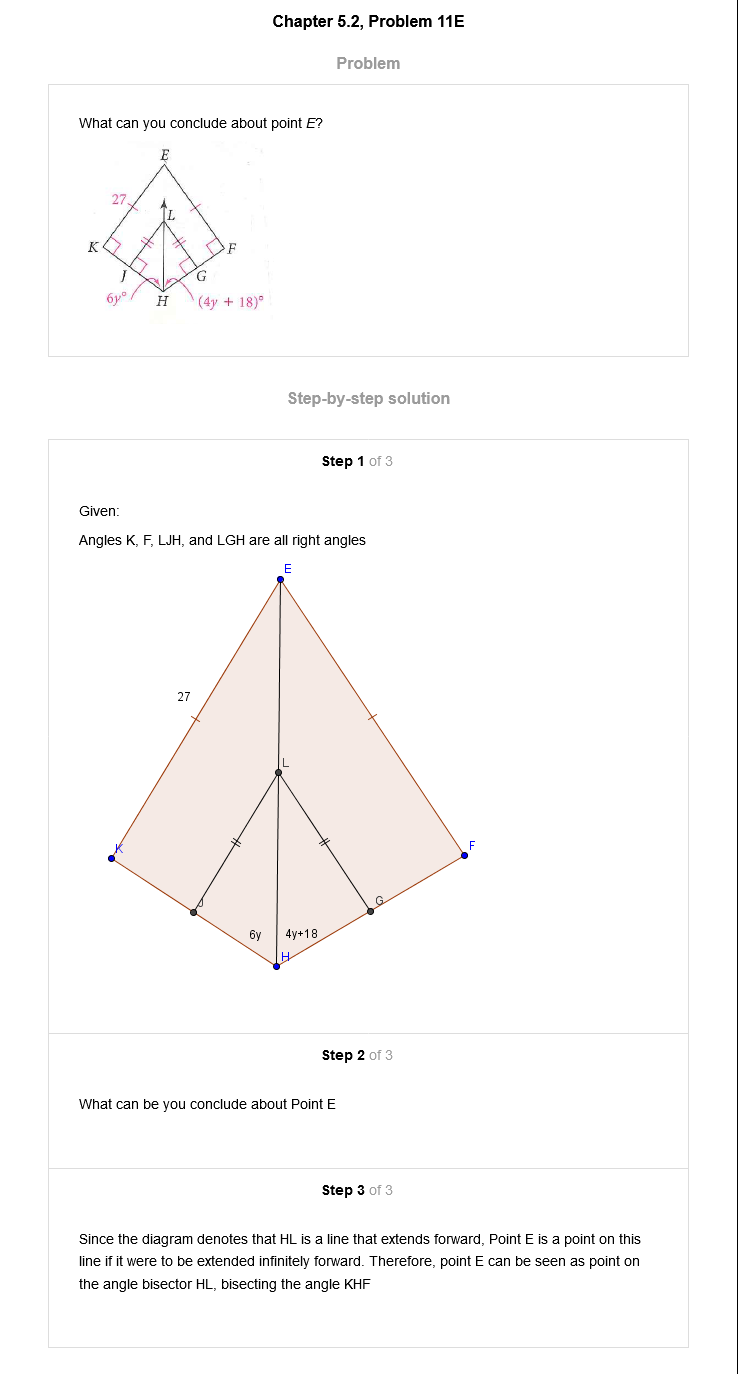 Chapter 5.2, Problem 11E
Problem
What can you conclude about point E?
E
27
L
K
F
J
G
6y°
H
(4y + 18)°
Step-by-step solution
Step 1 of 3
Given:
Angles K, F, LJH, and LGH are all right angles
E
27
L
K
F
J
G
6y
4y+18
H
Step 2 of 3
What can be you conclude about Point E
Step 3 of 3
Since the diagram denotes that HL is a line that extends forward, Point E is a point on this
line if it were to be extended infinitely forward. Therefore, point E can be seen as point on
the angle bisector HL, bisecting the angle KHF